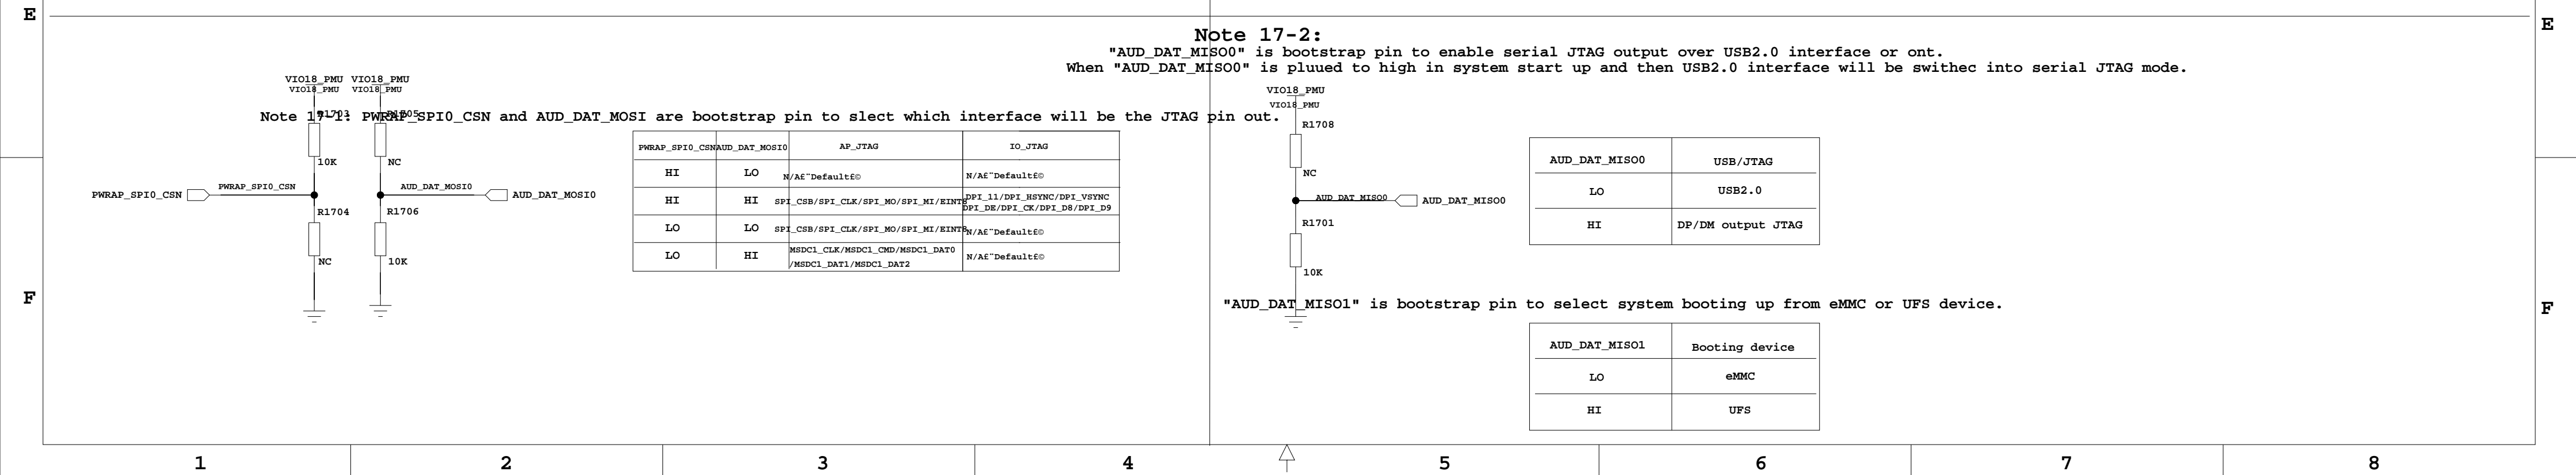 E
E
Note 17-2:
"AUD_DAT_MISO0" is bootstrap pin to enable serial JTAG output over USB2.0 interface or ont.
When "AUD_DAT_MISO0" is pluued to high in system start up and then USB2.0 interface will be swithec into serial JTAG mode.
VIO18_PMU VIO18_PMU
VIO18_PMU VIO18_PMU
R1703 R1705
Note 17-1: PWRAP_SPI0_CSN and AUD_DAT_MOSI are bootstrap pin to slect which interface will be the JTAG pin out.
10K NC
PWRAP_SPI0_CSN PWRAP_SPI0_CSN AUD_DAT_MOSI0 AUD_DAT_MOSI0
R1704 R1706
NC 10K
PWRAP_SPI0_CSN AUD_DAT_MOSI0 AP_JTAG IO_JTAG
HI LO N/A£¨Default£© N/A£¨Default£©
HI HI SPI_CSB/SPI_CLK/SPI_MO/SPI_MI/EINT8 DPI_11/DPI_HSYNC/DPI_VSYNC
DPI_DE/DPI_CK/DPI_D8/DPI_D9
LO LO SPI_CSB/SPI_CLK/SPI_MO/SPI_MI/EINT8 N/A£¨Default£©
LO HI MSDC1_CLK/MSDC1_CMD/MSDC1_DAT0 N/A£¨Default£©
/MSDC1_DAT1/MSDC1_DAT2
VIO18_PMU
VIO18_PMU
R1708
NC
AUD_DAT_MISO0 AUD_DAT_MISO0
R1701
10K
AUD_DAT_MISO0 USB/JTAG
LO USB2.0
HI DP/DM output JTAG
"AUD_DAT_MISO1" is bootstrap pin to select system booting up from eMMC or UFS device.
AUD_DAT_MISO1 Booting device
LO eMMC
HI UFS
F
F
1 2 3 4 5 6 7 8